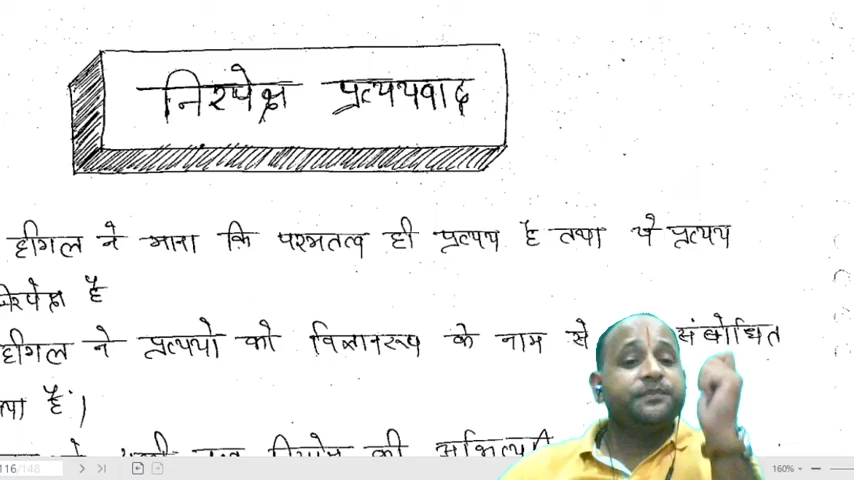 निरपेक्ष प्रत्ययवाद
हीगल ने माना कि परमतत्व ही प्रत्यय है तथा ये प्रत्यय
निरपेक्ष है
हीगल ने प्रत्ययो को विज्ञानरूप के नाम से संबोधित
है।
की
116/148
160%